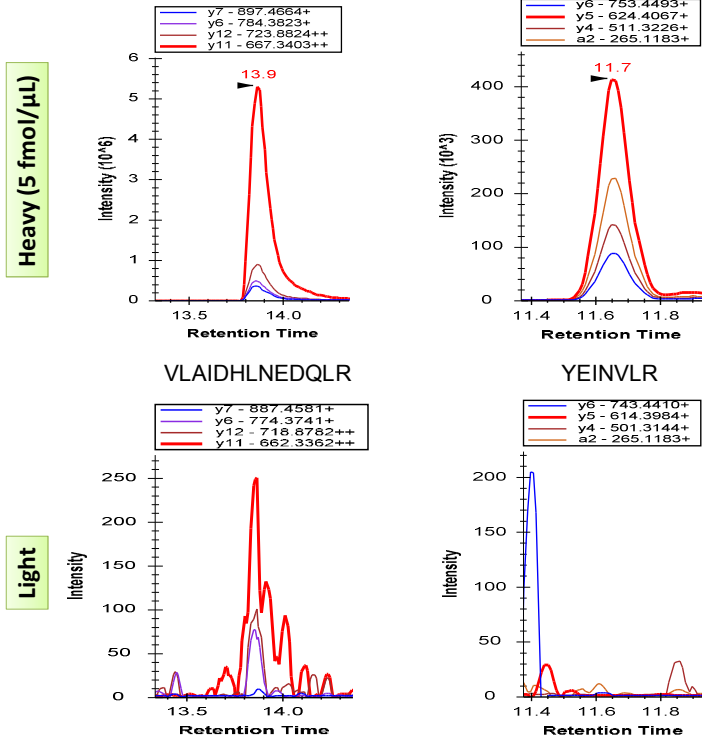 y7 - 897.4664+
y6 - 784.3823+
y12 - 723.8824++
y11 - 667.3403++
Heavy (5 fmol/µL)
Intensity (10^6)
6
5
4
3
2
1
0
13.9
13.5
14.0
Retention Time
y6 - 753.4493+
y5 - 624.4067+
y4 - 511.3226+
a2 - 265.1183+
Intensity (10^3)
400
300
200
100
0
11.7
11.4
11.6
11.8
Retention Time
VLAIDHLNEDQLR
YEINVLR
y7 - 887.4581+
y6 - 774.3741+
y12 - 718.8782++
y11 - 662.3362++
Light
Intensity
250
200
150
100
50
0
13.5
14.0
Retention Time
y6 - 743.4410+
y5 - 614.3984+
y4 - 501.3144+
a2 - 265.1183+
Intensity
200
150
100
50
0
11.4
11.6
11.8
Retention Time